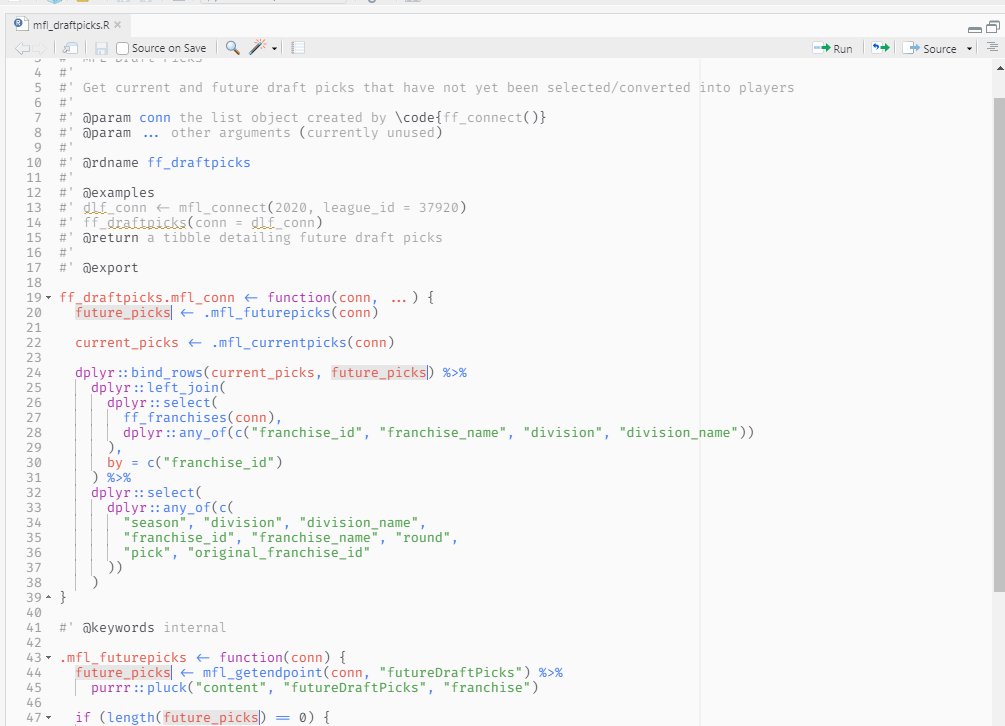 mfl_draftpicks.R
Source on Save
Run
Source
3 #' MFL Draft Picks
4 #'
5 #' Get current and future draft picks that have not yet been selected/converted into players
6 #'
7 #' @param conn the list object created by \code{ff_connect()}
8 #' @param ... other arguments (currently unused)
9 #'
10 #' @rdname ff_draftpicks
11 #'
12 #' @examples
13 #' dlf_conn <- mfl_connect(2020, league_id = 37920)
14 #' ff_draftpicks(conn = dlf_conn)
15 #' @return a tibble detailing future draft picks
16 #'
17 #' @export
18
19 ff_draftpicks.mfl_conn <- function(conn, ...) {
20 future_picks <- .mfl_futurepicks(conn)
21
22 current_picks <- .mfl_currentpicks(conn)
23
24 dplyr::bind_rows(current_picks, future_picks) %>%
25 dplyr::left_join(
26 dplyr::select(
27 ff_franchises(conn),
28 dplyr::any_of(c("franchise_id", "franchise_name", "division", "division_name"))
29 ),
30 by = c("franchise_id")
31 ) %>%
32 dplyr::select(
33 dplyr::any_of(c(
34 "season", "division", "division_name",
35 "franchise_id", "franchise_name", "round",
36 "pick", "original_franchise_id"
37 ))
38 )
39 }
40
41 #' @keywords internal
42
43 .mfl_futurepicks <- function(conn) {
44 future_picks <- mfl_getendpoint(conn, "futureDraftPicks") %>%
45 purrr::pluck("content", "futureDraftPicks", "franchise")
46
47 if (length(future_picks) == 0) {